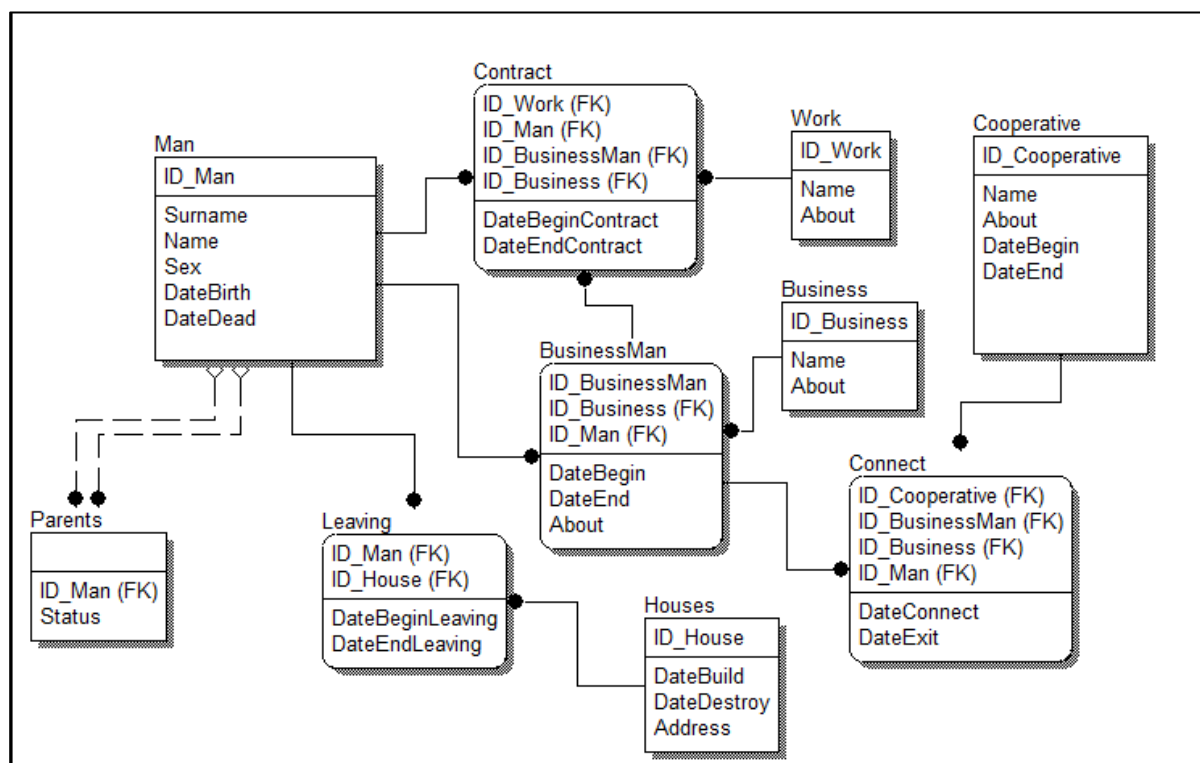 Contract
ID_Work (FK)
ID_Man (FK)
ID_BusinessMan (FK)
ID_Business (FK)
DateBeginContract
DateEndContract
Work
ID_Work
Name
About
Cooperative
ID_Cooperative
Name
About
DateBegin
DateEnd
Man
ID_Man
Surname
Name
Sex
DateBirth
DateDead
Business
ID_Business
Name
About
BusinessMan
ID_BusinessMan
ID_Business (FK)
ID_Man (FK)
DateBegin
DateEnd
About
Connect
ID_Cooperative (FK)
ID_BusinessMan (FK)
ID_Business (FK)
ID_Man (FK)
DateConnect
DateExit
Parents
ID_Man (FK)
Status
Leaving
ID_Man (FK)
ID_House (FK)
DateBeginLeaving
DateEndLeaving
Houses
ID_House
DateBuild
DateDestroy
Address